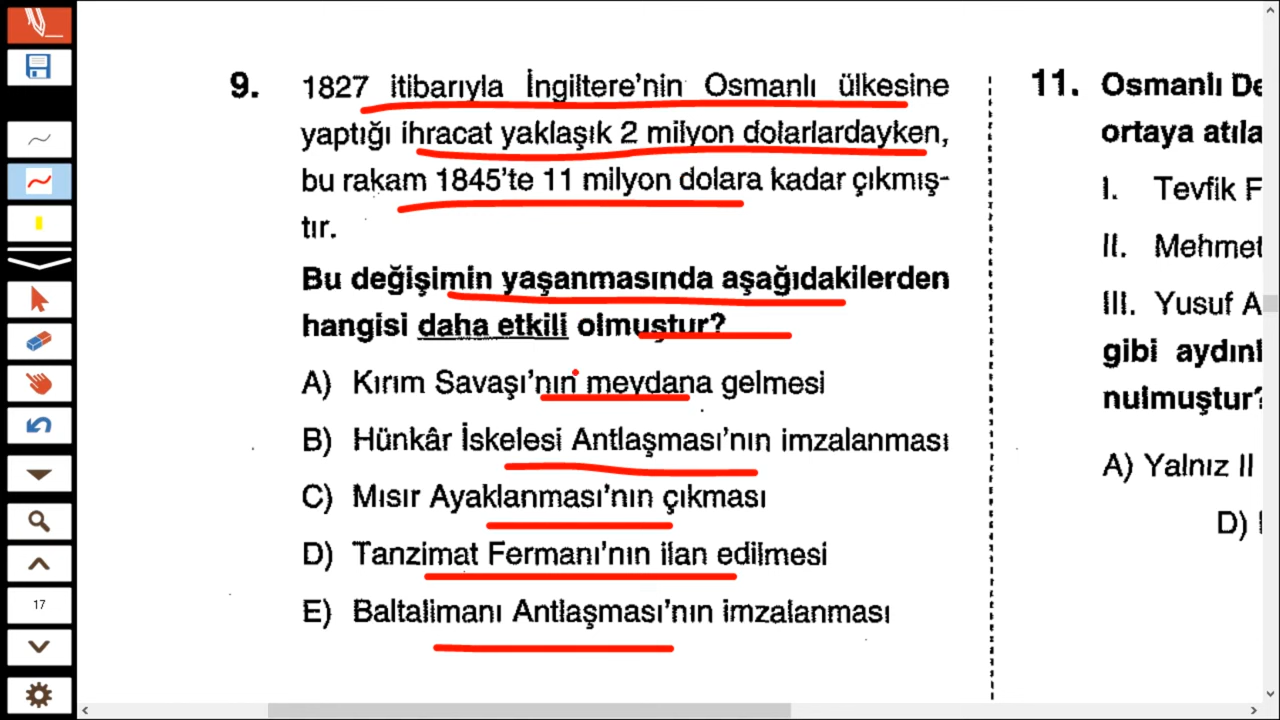 9. 1827 itibarıyla İngiltere'nin Osmanlı ülkesine
yaptığı ihracat yaklaşık 2 milyon dolarlardayken,
bu rakam 1845'te 11 milyon dolara kadar çıkmış-
tır.
Bu değişimin yaşanmasında aşağıdakilerden
hangisi daha etkili olmuştur?
A) Kırım Savaşı'nın meydana gelmesi
B) Hünkâr İskelesi Antlaşması'nın imzalanması
C) Mısır Ayaklanması'nın çıkması
D) Tanzimat Fermanı'nın ilan edilmesi
E) Baltalimanı Antlaşması'nın imzalanması
11. Osmanlı De
ortaya atıla
I. Tevfik F
II. Mehmet
III. Yusuf A
gibi aydınl
nulmuştur?
A) Yalnız II
D)
17